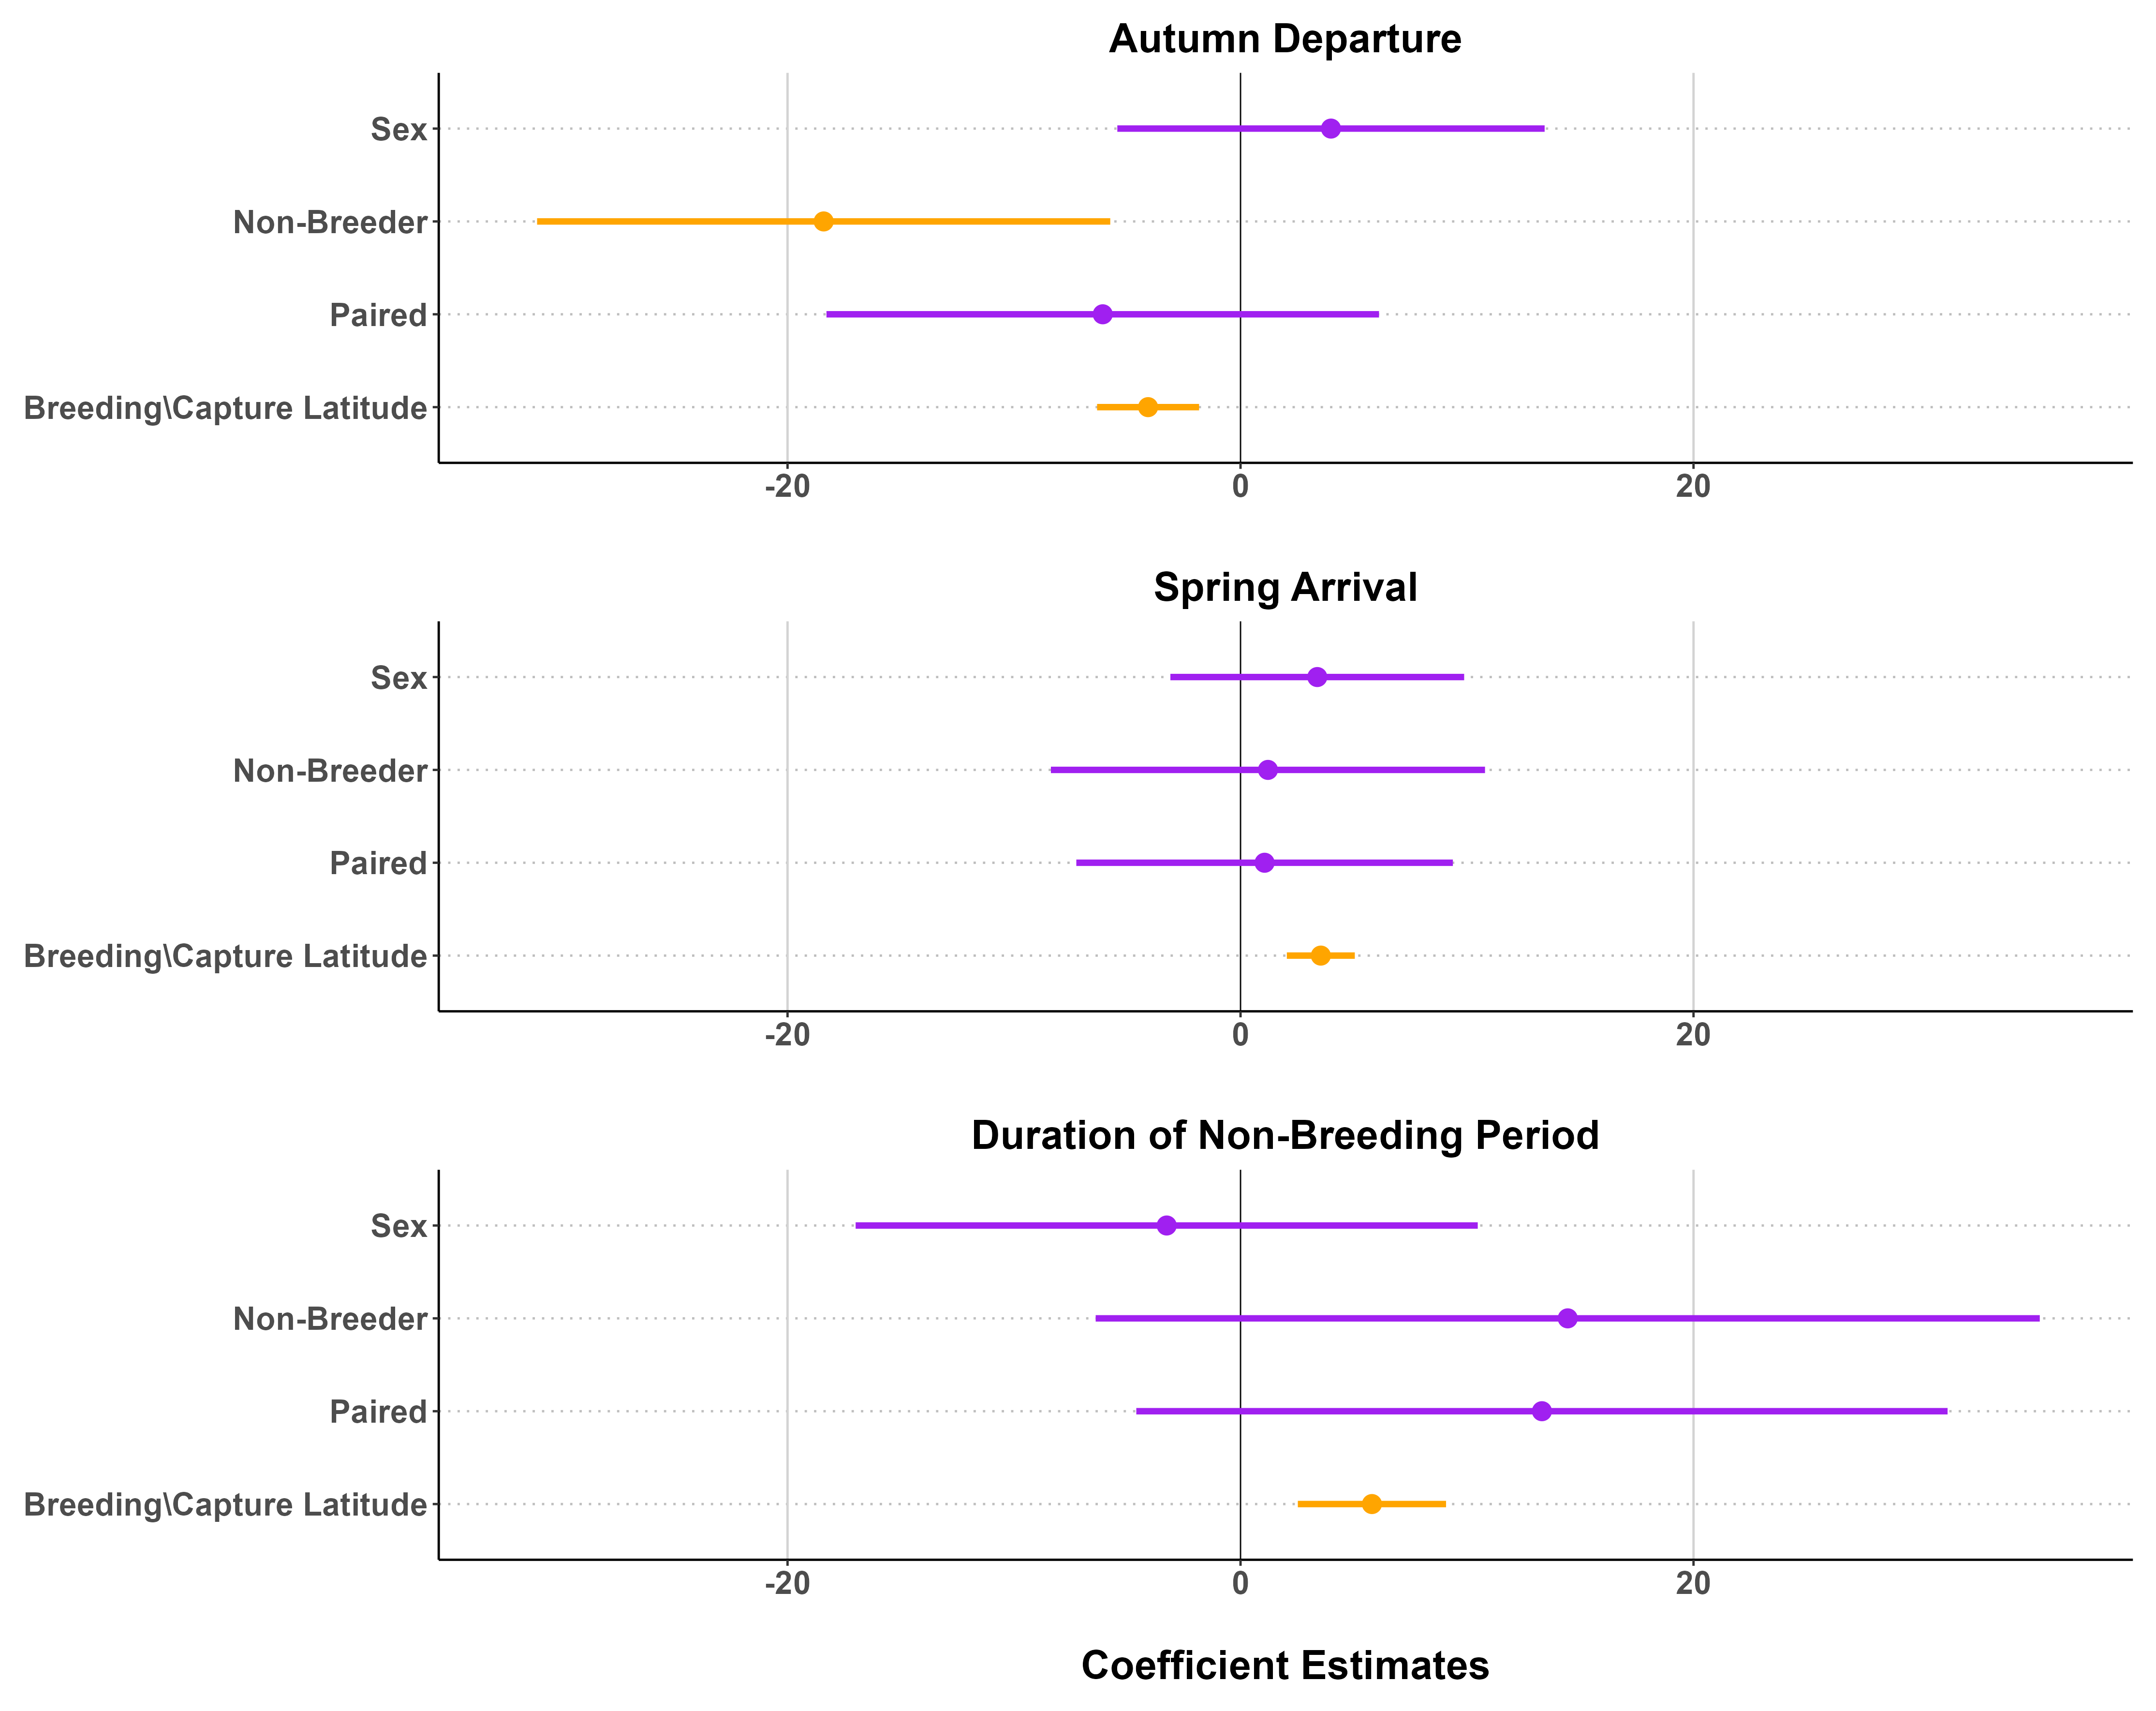 Autumn Departure
Sex
Non-Breeder
Paired
Breeding\Capture Latitude
-20 0 20
Spring Arrival
Sex
Non-Breeder
Paired
Breeding\Capture Latitude
-20 0 20
Duration of Non-Breeding Period
Sex
Non-Breeder
Paired
Breeding\Capture Latitude
-20 0 20
Coefficient Estimates